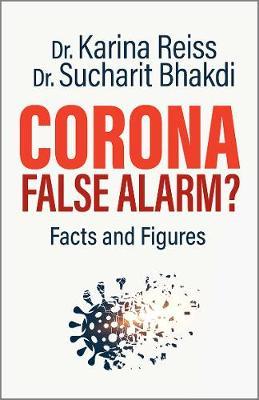 Dr. Karina Reiss
Dr. Sucharit Bhakdi
CORONA
FALSE ALARM?
Facts and Figures